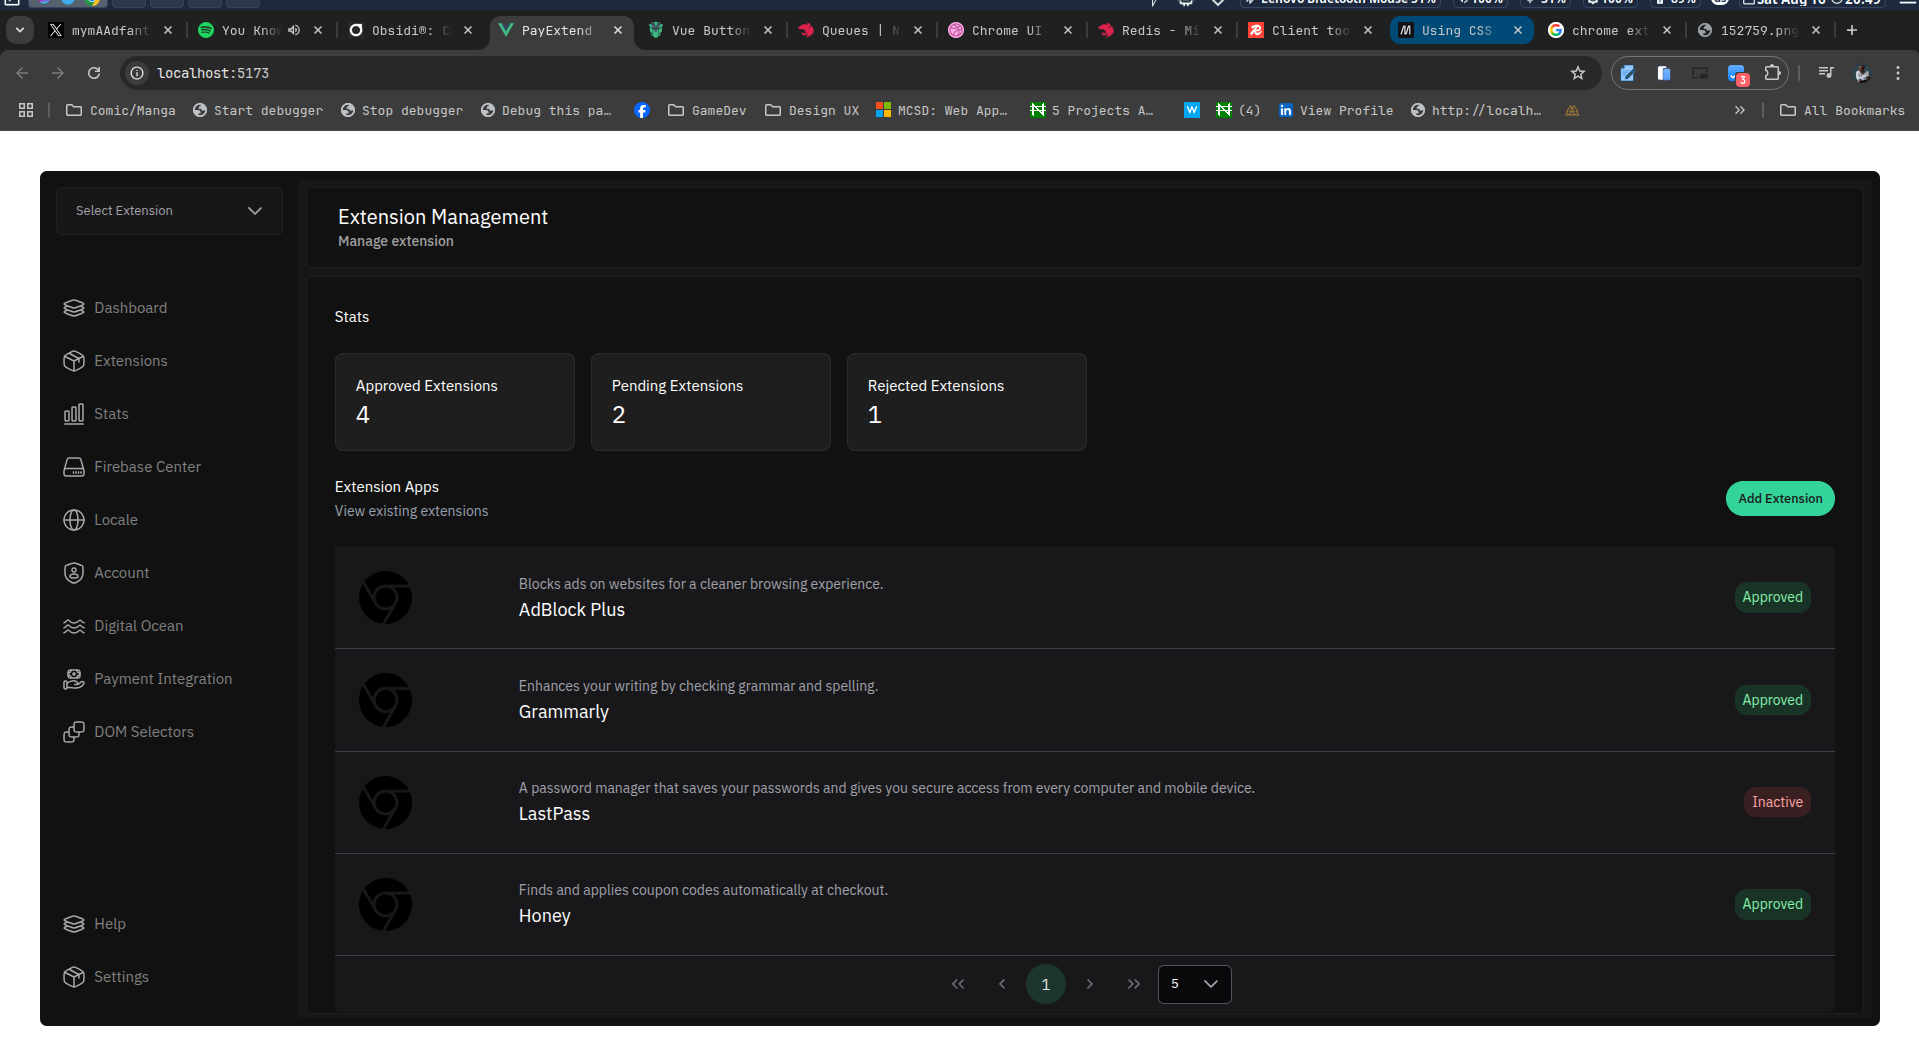 mymAAdfant
You Kno
Obsidi®: C
PayExtend
Vue Button
Queues | N
Chrome UI
Redis - Mi
Client too
Using CSS
chrome ext
152759.png
localhost:5173
3
Comic/Manga
Start debugger
Stop debugger
Debug this pa…
GameDev
Design UX
MCSD: Web App…
5 Projects A…
W
(4)
in View Profile
http://localh…
All Bookmarks
Select Extension
Extension Management
Manage extension
Dashboard
Extensions
Stats
Firebase Center
Locale
Account
Digital Ocean
Payment Integration
DOM Selectors
Help
Settings
Stats
Approved Extensions
4
Pending Extensions
2
Rejected Extensions
1
Extension Apps
View existing extensions
Add Extension
Blocks ads on websites for a cleaner browsing experience.
AdBlock Plus
Approved
Enhances your writing by checking grammar and spelling.
Grammarly
Approved
A password manager that saves your passwords and gives you secure access from every computer and mobile device.
LastPass
Inactive
Finds and applies coupon codes automatically at checkout.
Honey
Approved
1
5